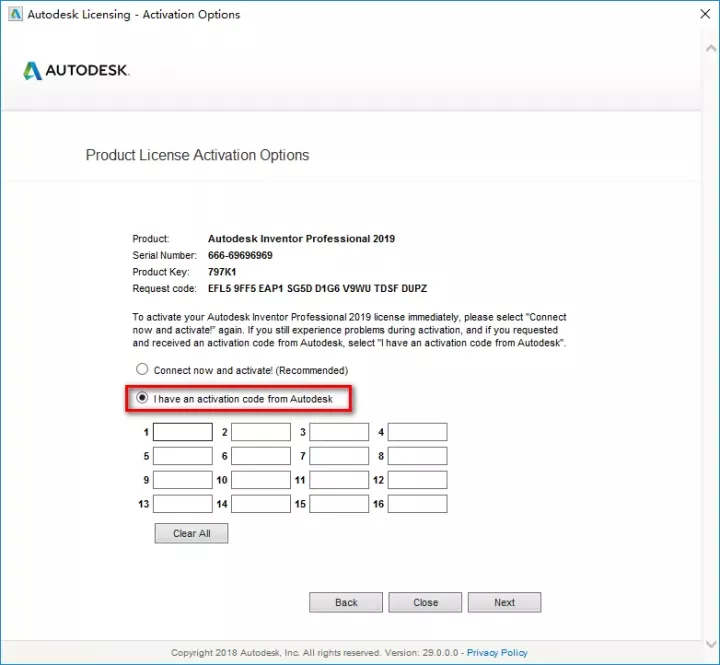 Autodesk Licensing - Activation Options
AUTODESK.
Product License Activation Options
Product: Autodesk Inventor Professional 2019
Serial Number: 666-69696969
Product Key: 797K1
Request code: EFL5 9FF5 EAP1 SG5D D1G6 V9WU TDSF DUPZ
To activate your Autodesk Inventor Professional 2019 license immediately, please select "Connect
now and activate!" again. If you still experience problems during activation, and if you requested
and received an activation code from Autodesk, select "I have an activation code from Autodesk".
Connect now and activate! (Recommended)
I have an activation code from Autodesk
1 2 3 4
5 6 7 8
9 10 11 12
13 14 15 16
Clear All
Back Close Next
Copyright 2018 Autodesk, Inc. All rights reserved. Version: 29.0.0.0 - Privacy Policy